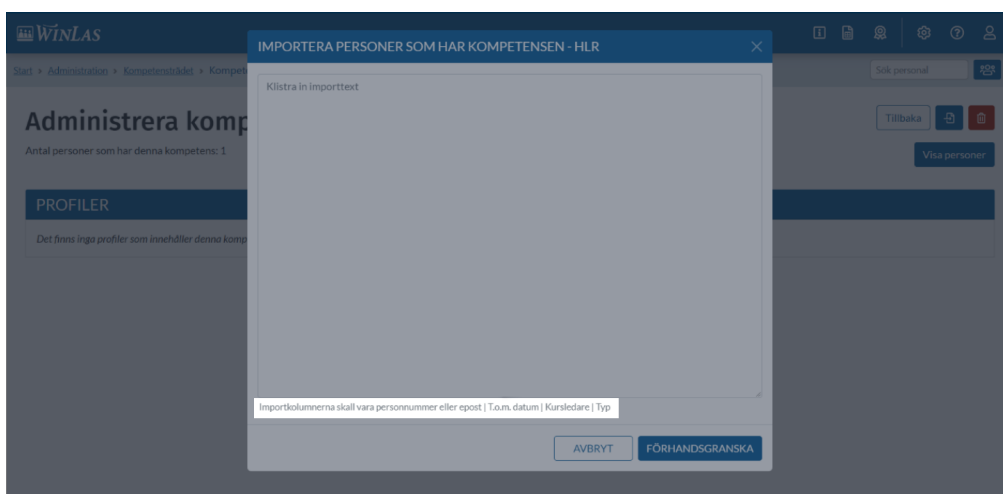 WinLas
IMPORTERA PERSONER SOM HAR KOMPETENSEN - HLR
Start > Administration > Kompetensträdet > Kompet
Sök personal
Klistra in importtext
Administrera komp
Tillbaka
Antal personer som har denna kompetens: 1
Visa personer
PROFILER
Det finns inga profiler som innehåller denna komp
Importkolumnerna skall vara personnummer eller epost | T.o.m. datum | Kursledare | Typ
AVBRYT
FÖRHANDSGRANSKA